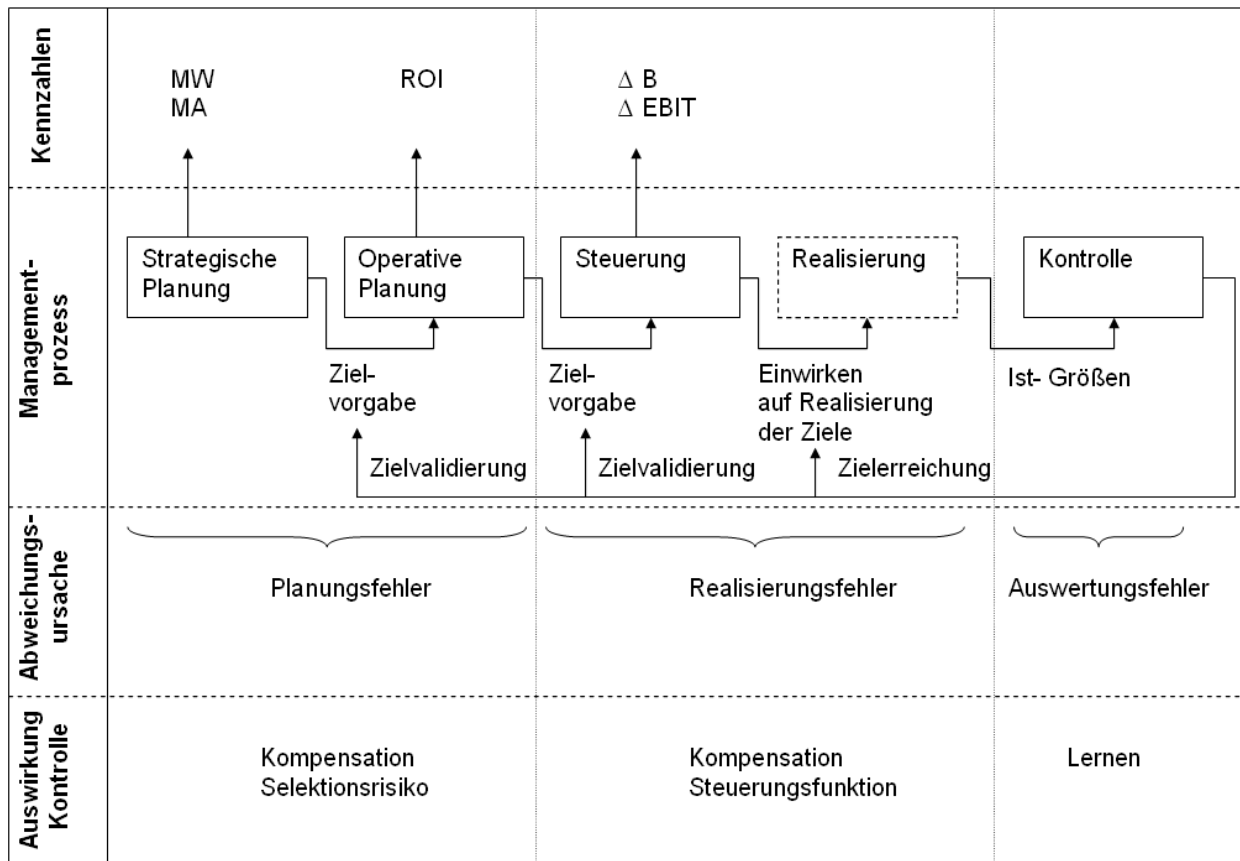 Kennzahlen
MW
MA
ROI
Δ B
Δ EBIT
Management-
prozess
Strategische
Planung
Operative
Planung
Steuerung
Realisierung
Kontrolle
Ziel-
vorgabe
Ziel-
vorgabe
Einwirken
auf Realisierung
der Ziele
Ist- Größen
Zielvalidierung
Zielvalidierung
Zielerreichung
Abweichungs-
ursache
Planungsfehler
Realisierungsfehler
Auswertungsfehler
Auswirkung
Kontrolle
Kompensation
Selektionsrisiko
Kompensation
Steuerungsfunktion
Lernen